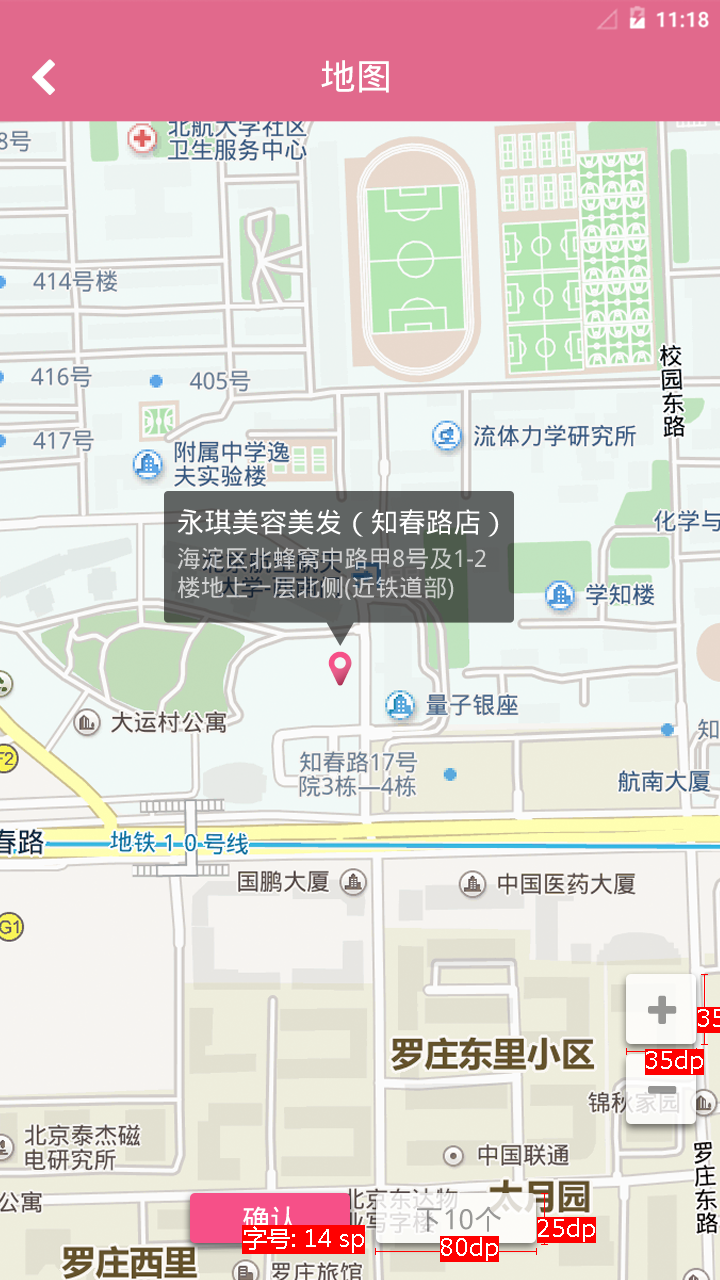 11:18
地图
北航大学社区
卫生服务中心
8号
414号楼
校园东路
416号
405号
417号
附属中学逸
夫实验楼
流体力学研究所
永琪美容美发（知春路店）
化学与
海淀区北蜂窝中路甲8号及1-2
楼地上一层北侧(近铁道部)
学知楼
大运村公寓
量子银座
知
F2
知春路17号
院3栋—4栋
航南大厦
春路
地铁10号线
国鹏大厦
中国医药大厦
G1
+
35
罗庄东里小区
35dp
−
锦秋家园
北京泰杰磁
电研究所
中国联通
罗庄东路
公寓
确认
北京东达物
业写字楼
下10个
太月园
字号: 14 sp
25dp
80dp
罗庄西里
罗庄旅馆